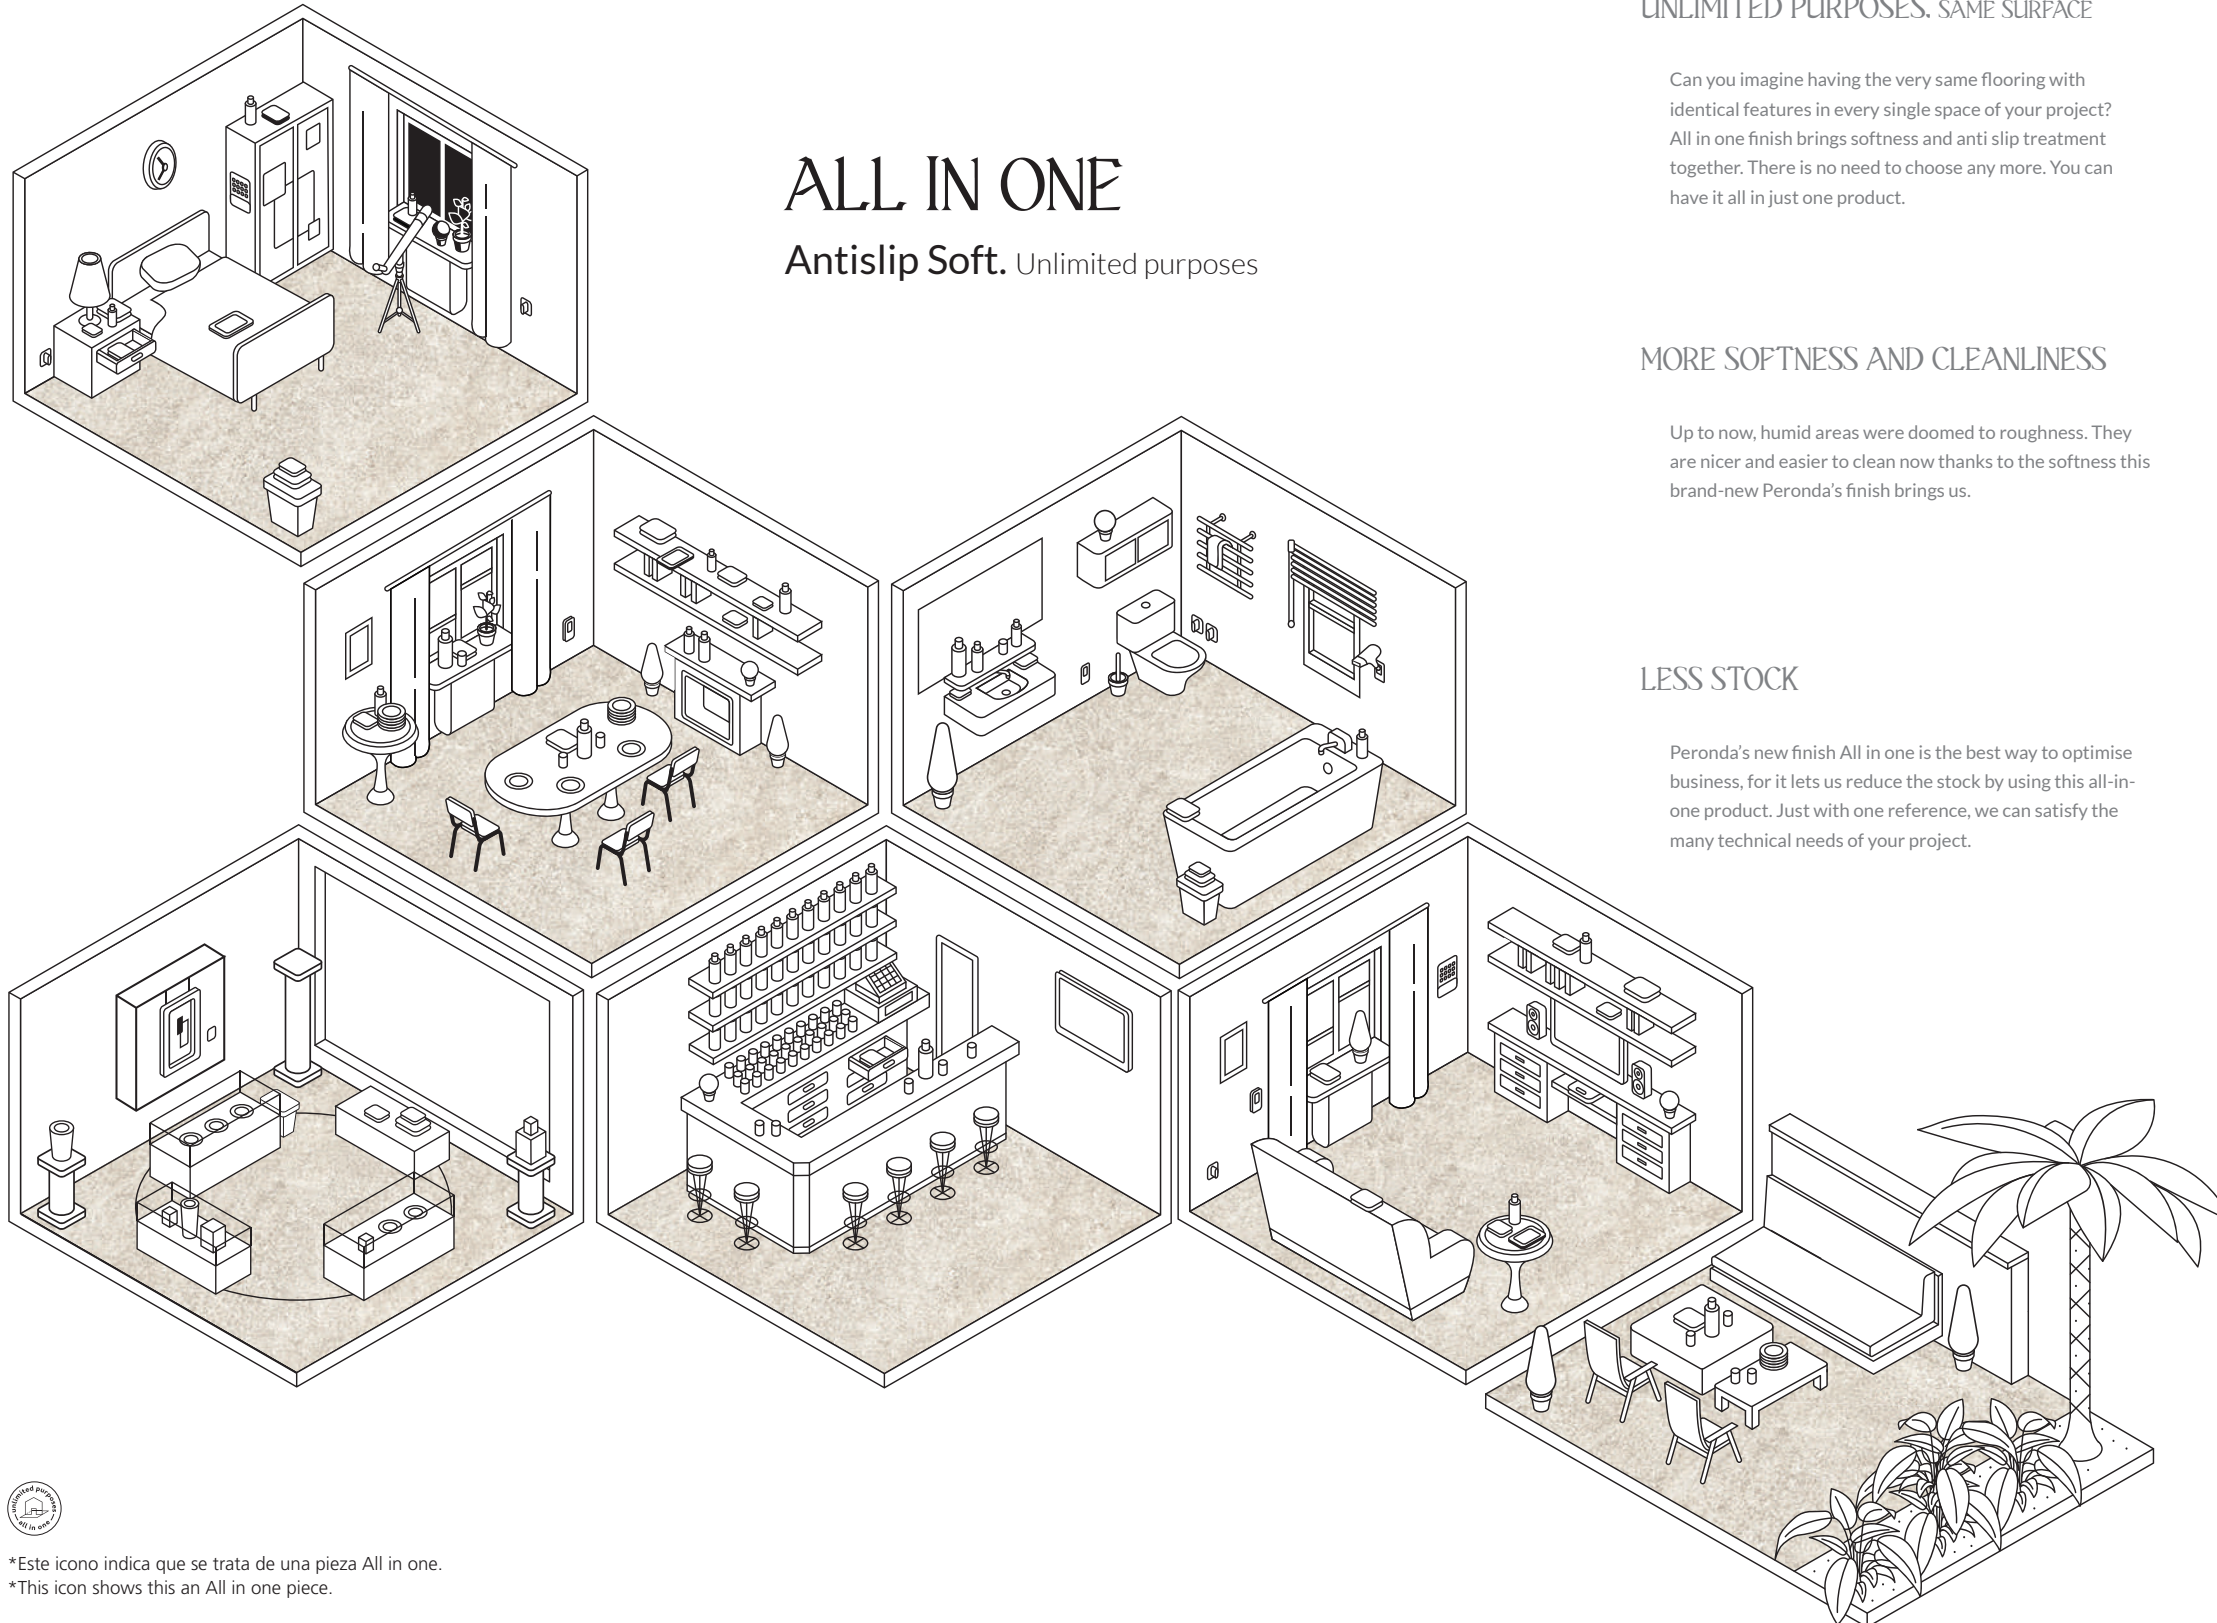 ALL IN ONE
Antislip Soft. Unlimited purposes
UNLIMITED PURPOSES, SAME SURFACE
Can you imagine having the very same flooring with
identical features in every single space of your project?
All in one finish brings softness and anti slip treatment
together. There is no need to choose any more. You can
have it all in just one product.
MORE SOFTNESS AND CLEANLINESS
Up to now, humid areas were doomed to roughness. They
are nicer and easier to clean now thanks to the softness this
brand-new Peronda’s finish brings us.
LESS STOCK
Peronda’s new finish All in one is the best way to optimise
business, for it lets us reduce the stock by using this all-in-
one product. Just with one reference, we can satisfy the
many technical needs of your project.
unlimited purposes
all in one
*Este icono indica que se trata de una pieza All in one.
*This icon shows this an All in one piece.